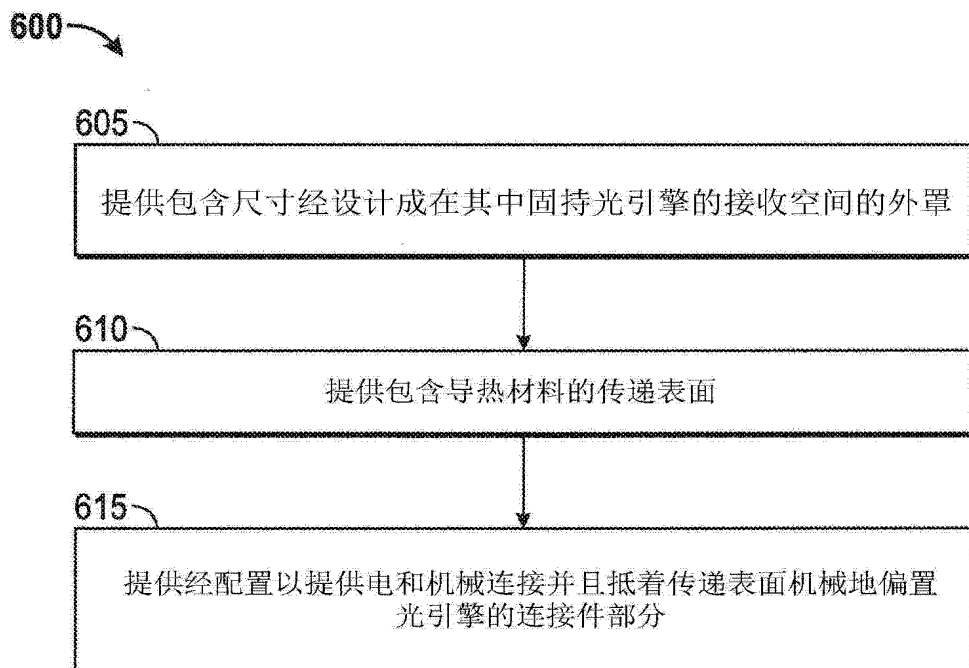 600
605
提供包含尺寸经设计成在其中固持光引擎的接收空间的外罩
610
提供包含导热材料的传递表面
615
提供经配置以提供电和机械连接并且抵着传递表面机械地偏置
光引擎的连接件部分